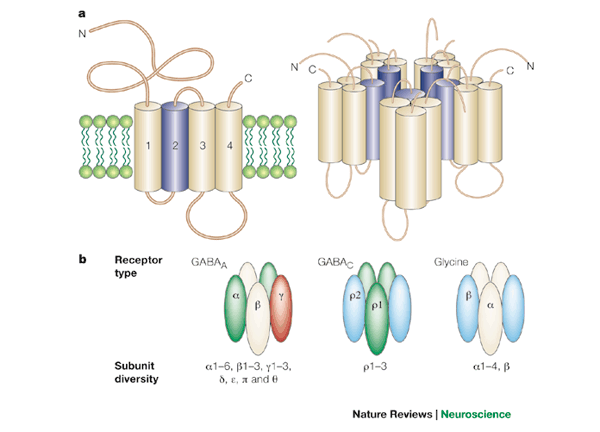 a
N
C
1 2 3 4
N
C
C
N
b
Receptor type
GABAA
GABAC
Glycine
α β γ
ρ2 ρ1
β α
Subunit diversity
α1–6, β1–3, γ1–3,
δ, ε, π and θ
ρ1–3
α1–4, β
Nature Reviews | Neuroscience